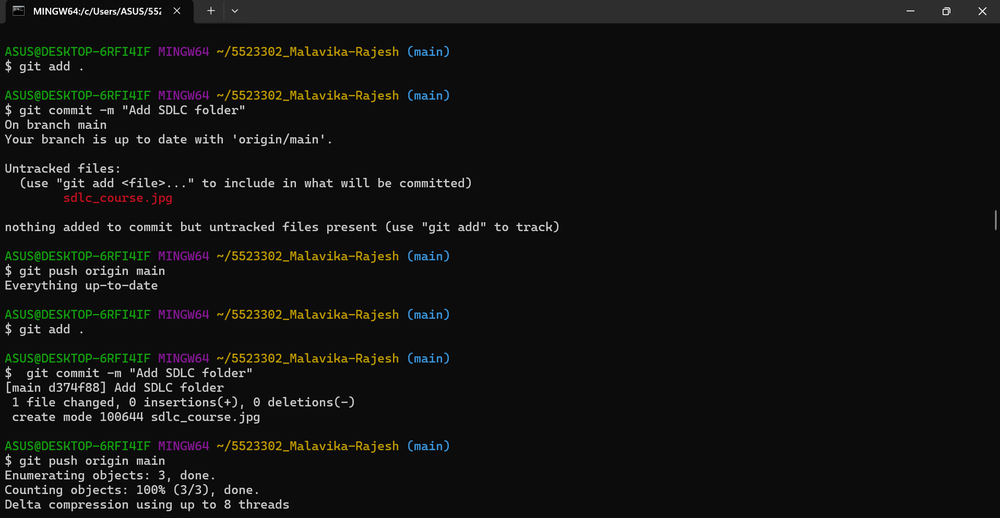 MINGW64:/c/Users/ASUS/552
ASUS@DESKTOP-6RFI4IF MINGW64 ~/5523302_Malavika-Rajesh (main)
$ git add .
ASUS@DESKTOP-6RFI4IF MINGW64 ~/5523302_Malavika-Rajesh (main)
$ git commit -m "Add SDLC folder"
On branch main
Your branch is up to date with 'origin/main'.
Untracked files:
  (use "git add <file>..." to include in what will be committed)
        sdlc_course.jpg
nothing added to commit but untracked files present (use "git add" to track)
ASUS@DESKTOP-6RFI4IF MINGW64 ~/5523302_Malavika-Rajesh (main)
$ git push origin main
Everything up-to-date
ASUS@DESKTOP-6RFI4IF MINGW64 ~/5523302_Malavika-Rajesh (main)
$ git add .
ASUS@DESKTOP-6RFI4IF MINGW64 ~/5523302_Malavika-Rajesh (main)
$  git commit -m "Add SDLC folder"
[main d374f88] Add SDLC folder
 1 file changed, 0 insertions(+), 0 deletions(-)
 create mode 100644 sdlc_course.jpg
ASUS@DESKTOP-6RFI4IF MINGW64 ~/5523302_Malavika-Rajesh (main)
$ git push origin main
Enumerating objects: 3, done.
Counting objects: 100% (3/3), done.
Delta compression using up to 8 threads